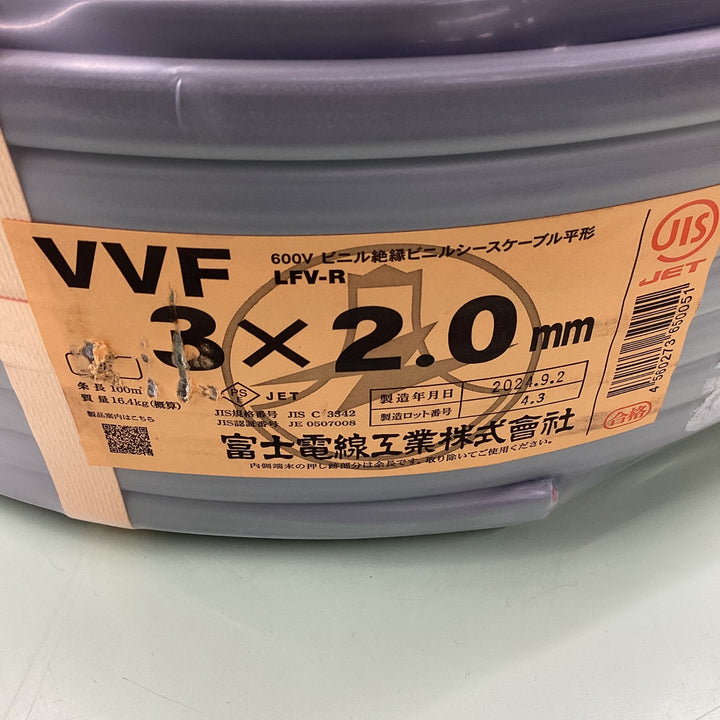 VVF
600V ビニル絶縁ビニルシースケーブル平形
LFV-R
3×2.0mm
条長 100m
質量 16.4kg(概算)
製品案内はこちら
PS
E
JET
JIS規格番号 JIS C 3342
JIS認証番号 JE 0507008
製造年月日 2024.9.2
製造ロット番号 4.3
富士電線工業株式會社
内側端末の押し跡部分は余長です。取り除いてご使用ください。
JIS
JET
4 560273 650051
合格